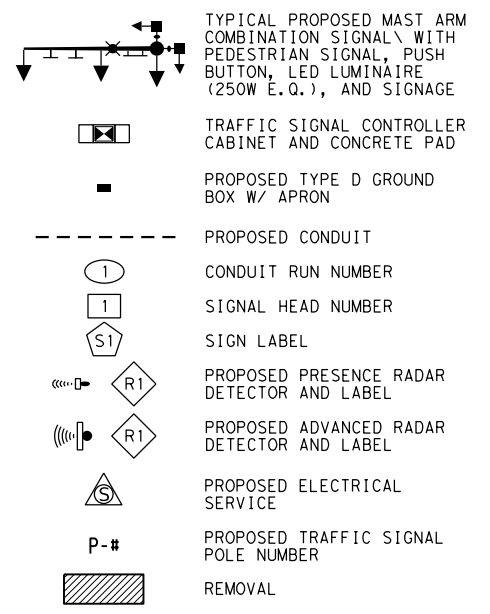 TYPICAL PROPOSED MAST ARM
COMBINATION SIGNAL\ WITH
PEDESTRIAN SIGNAL, PUSH
BUTTON, LED LUMINAIRE
(250W E.Q.), AND SIGNAGE
TRAFFIC SIGNAL CONTROLLER
CABINET AND CONCRETE PAD
PROPOSED TYPE D GROUND
BOX W/ APRON
PROPOSED CONDUIT
1 CONDUIT RUN NUMBER
1 SIGNAL HEAD NUMBER
S1 SIGN LABEL
R1 PROPOSED PRESENCE RADAR
DETECTOR AND LABEL
R1 PROPOSED ADVANCED RADAR
DETECTOR AND LABEL
S PROPOSED ELECTRICAL
SERVICE
P-# PROPOSED TRAFFIC SIGNAL
POLE NUMBER
REMOVAL